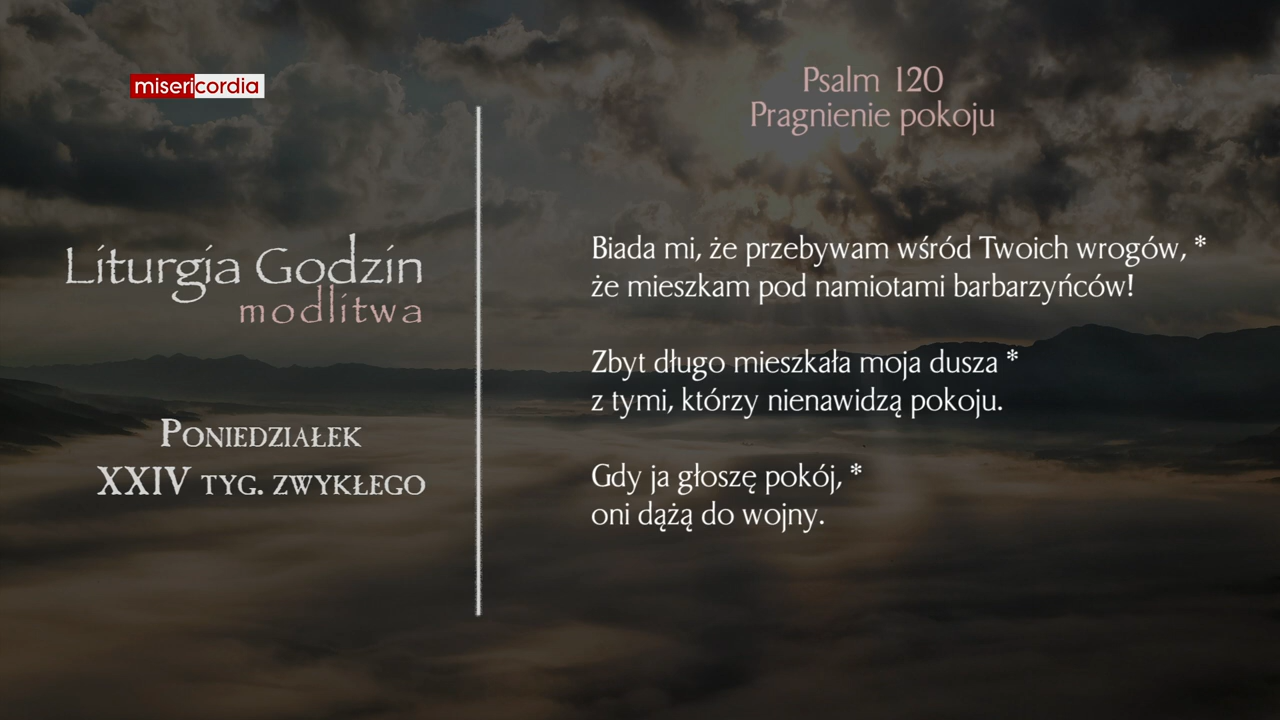 misericordia
Liturgia Godzin
modlitwa
Poniedziałek
XXIV tyg. zwykłego
Psalm 120
Pragnienie pokoju
Biada mi, że przebywam wśród Twoich wrogów, *
że mieszkam pod namiotami barbarzyńców!
Zbyt długo mieszkała moja dusza *
z tymi, którzy nienawidzą pokoju.
Gdy ja głoszę pokój, *
oni dążą do wojny.